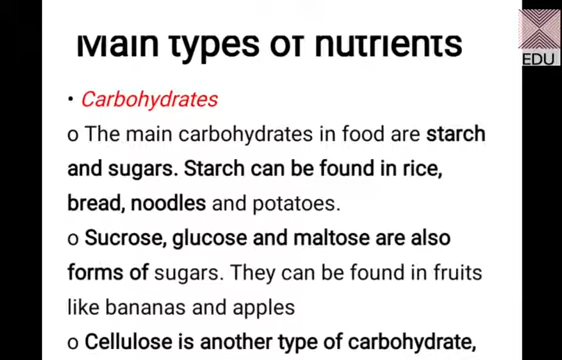 Main types of nutrients
EDU
• Carbohydrates
o The main carbohydrates in food are starch
and sugars. Starch can be found in rice,
bread, noodles and potatoes.
o Sucrose, glucose and maltose are also
forms of sugars. They can be found in fruits
like bananas and apples
o Cellulose is another type of carbohydrate,